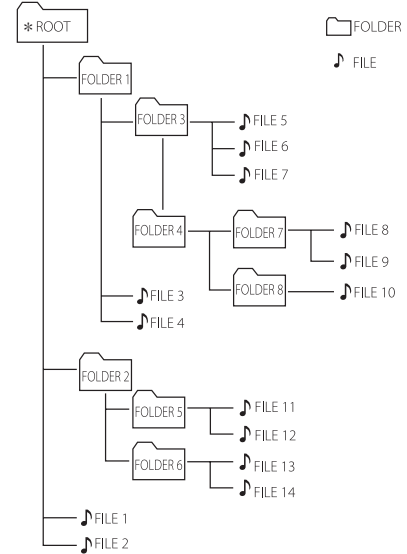 * ROOT
FOLDER
FILE
FOLDER 1
FOLDER 3
FILE 5
FILE 6
FILE 7
FOLDER 4
FOLDER 7
FILE 8
FILE 9
FOLDER 8
FILE 10
FILE 3
FILE 4
FOLDER 2
FOLDER 5
FILE 11
FILE 12
FOLDER 6
FILE 13
FILE 14
FILE 1
FILE 2